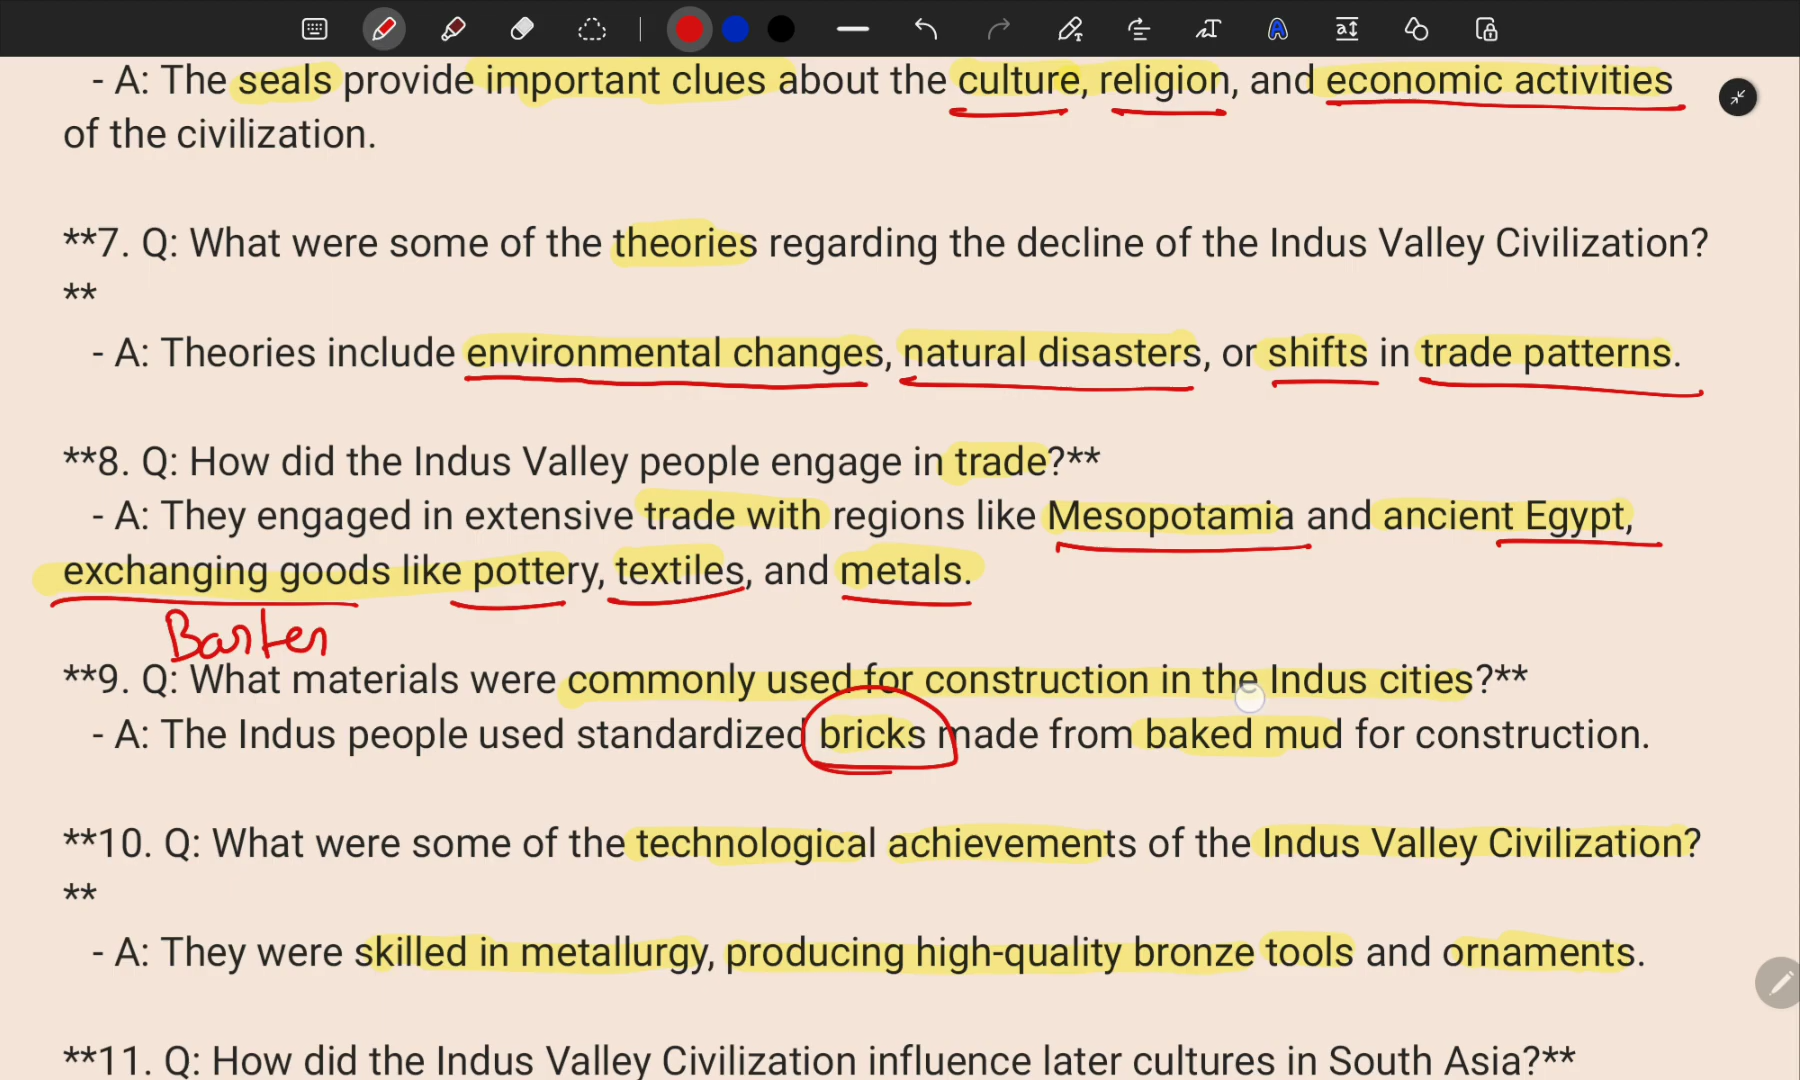 - A: The seals provide important clues about the culture, religion, and economic activities
of the civilization.
**7. Q: What were some of the theories regarding the decline of the Indus Valley Civilization?
**
- A: Theories include environmental changes, natural disasters, or shifts in trade patterns.
**8. Q: How did the Indus Valley people engage in trade?**
- A: They engaged in extensive trade with regions like Mesopotamia and ancient Egypt,
exchanging goods like pottery, textiles, and metals.
Barter
**9. Q: What materials were commonly used for construction in the Indus cities?**
- A: The Indus people used standardized bricks made from baked mud for construction.
**10. Q: What were some of the technological achievements of the Indus Valley Civilization?
**
- A: They were skilled in metallurgy, producing high-quality bronze tools and ornaments.
**11. Q: How did the Indus Valley Civilization influence later cultures in South Asia?**